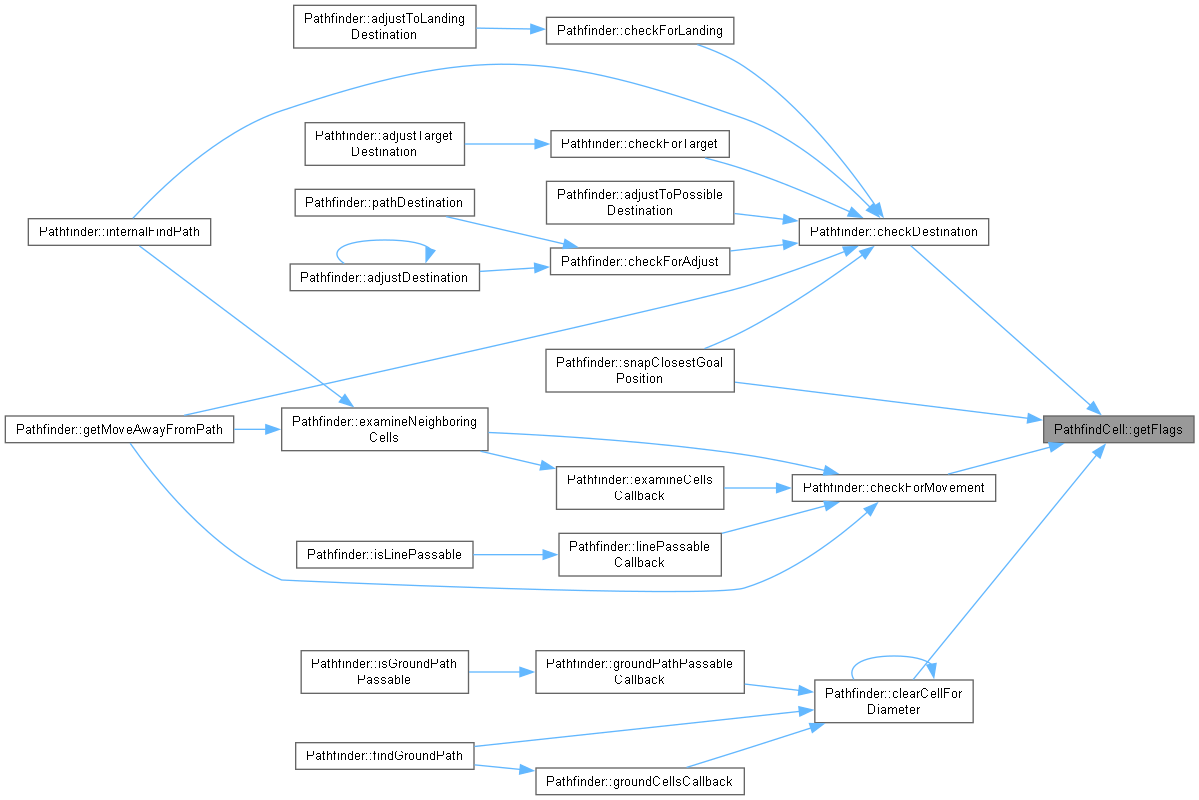 Pathfinder::adjustToLanding
Destination
Pathfinder::checkForLanding
Pathfinder::adjustTarget
Destination
Pathfinder::checkForTarget
Pathfinder::pathDestination
Pathfinder::adjustToPossible
Destination
Pathfinder::internalFindPath
Pathfinder::checkDestination
Pathfinder::adjustDestination
Pathfinder::checkForAdjust
Pathfinder::snapClosestGoal
Position
Pathfinder::getMoveAwayFromPath
Pathfinder::examineNeighboring
Cells
PathfindCell::getFlags
Pathfinder::examineCells
Callback
Pathfinder::checkForMovement
Pathfinder::isLinePassable
Pathfinder::linePassable
Callback
Pathfinder::isGroundPath
Passable
Pathfinder::groundPathPassable
Callback
Pathfinder::clearCellFor
Diameter
Pathfinder::findGroundPath
Pathfinder::groundCellsCallback